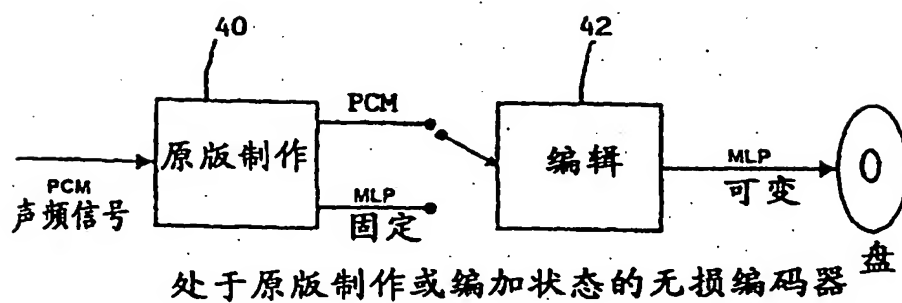 40
42
PCM
原版制作
编辑
PCM
声频信号
MLP
固定
MLP
可变
盘
处于原版制作或编加状态的无损编码器